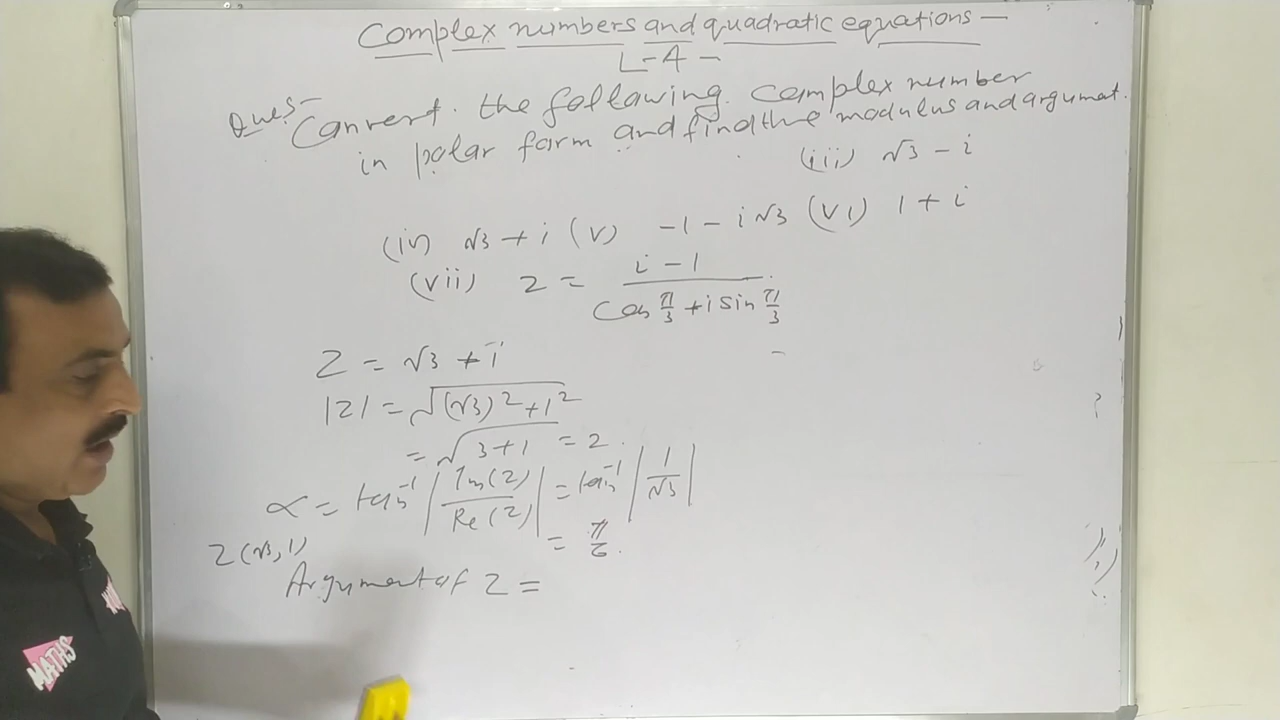 Complex numbers and quadratic equations —
L-4 —
Ques- Convert the following complex number
in polar form and find the modulus and argument.
(iii) √3 - i
(iv) √3 + i (v) -1 - i√3 (VI) 1 + i
(vii) z = (i - 1) / (Cos π/3 + i Sin π/3)
Z = √3 + i
|z| = √((√3)² + 1²)
= √(3+1) = 2.
α = tan⁻¹ |Im(z)/Re(z)| = tan⁻¹ |1/√3|
= π/6.
Z(√3, 1)
Argument of Z =
MATHS